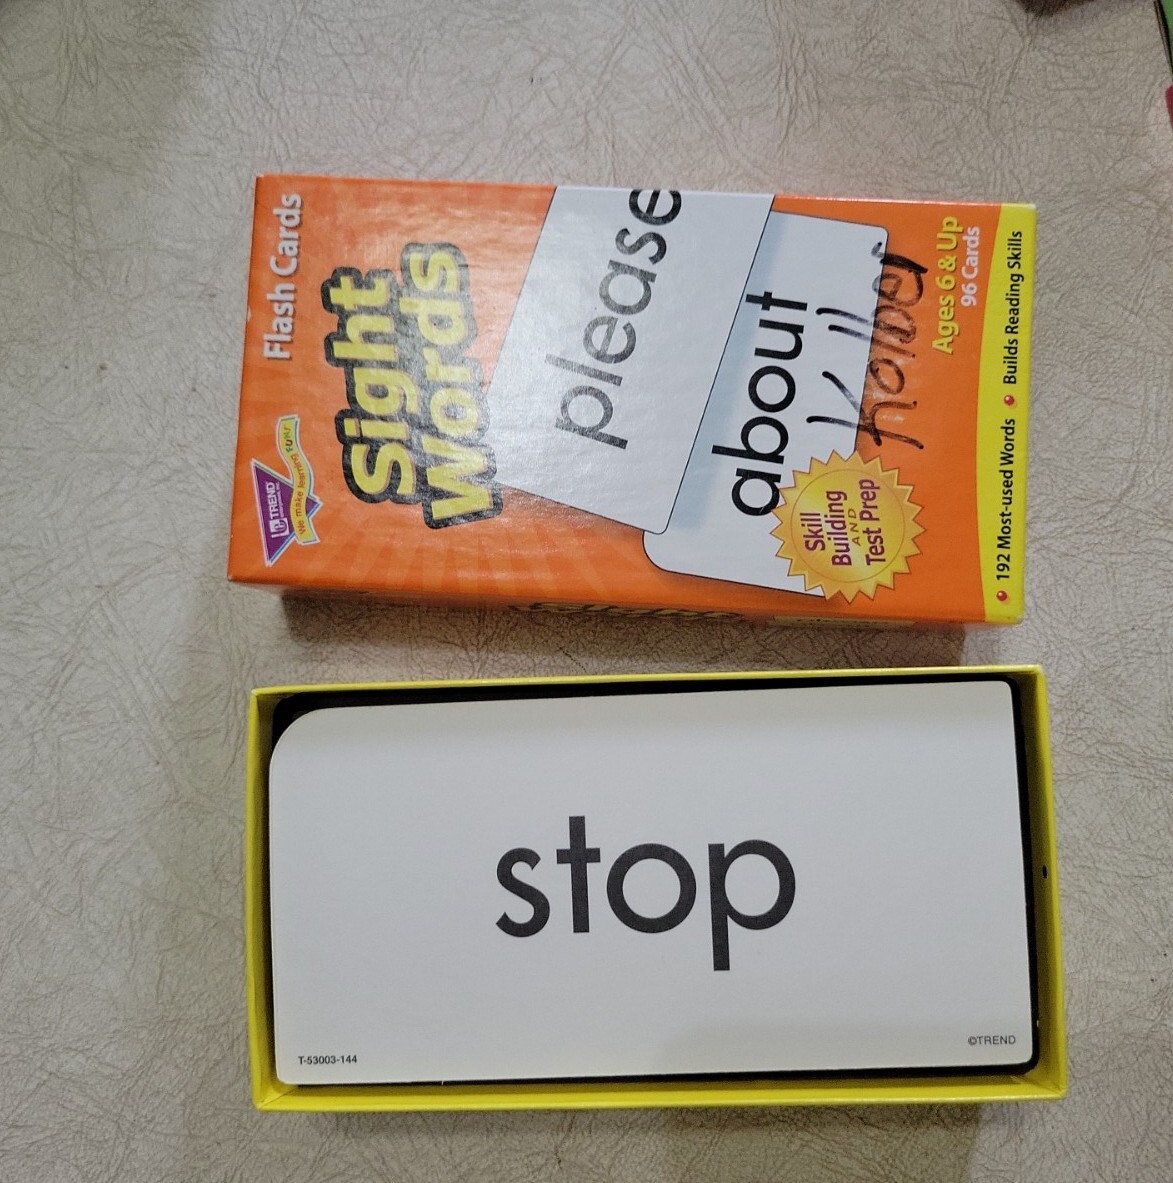 Flash Cards
TREND
We make learning fun!
Sight
Words
please
about
Kolber
Skill
Building
AND
Test Prep
Ages 6 & Up
96 Cards
192 Most-used Words
Builds Reading Skills
stop
T-53003-144
©TREND